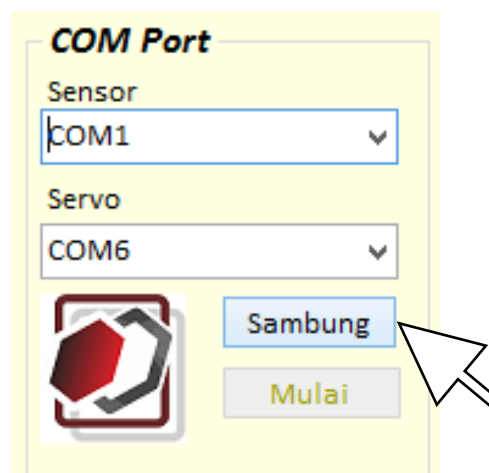 COM Port
Sensor
COM1
Servo
COM6
Sambung
Mulai